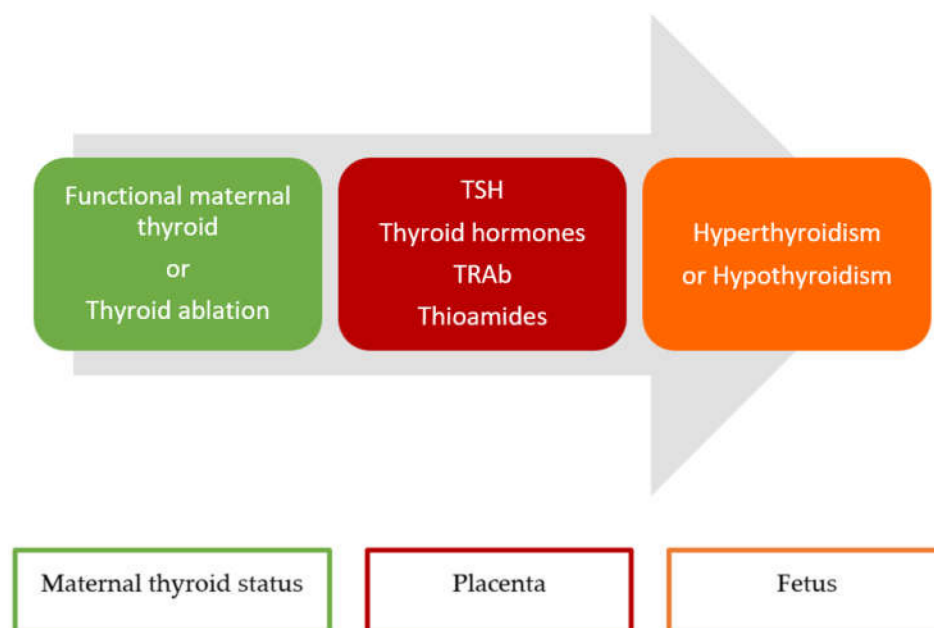 Functional maternal
thyroid
or
Thyroid ablation
TSH
Thyroid hormones
TRAb
Thioamides
Hyperthyroidism
or Hypothyroidism
Maternal thyroid status
Placenta
Fetus